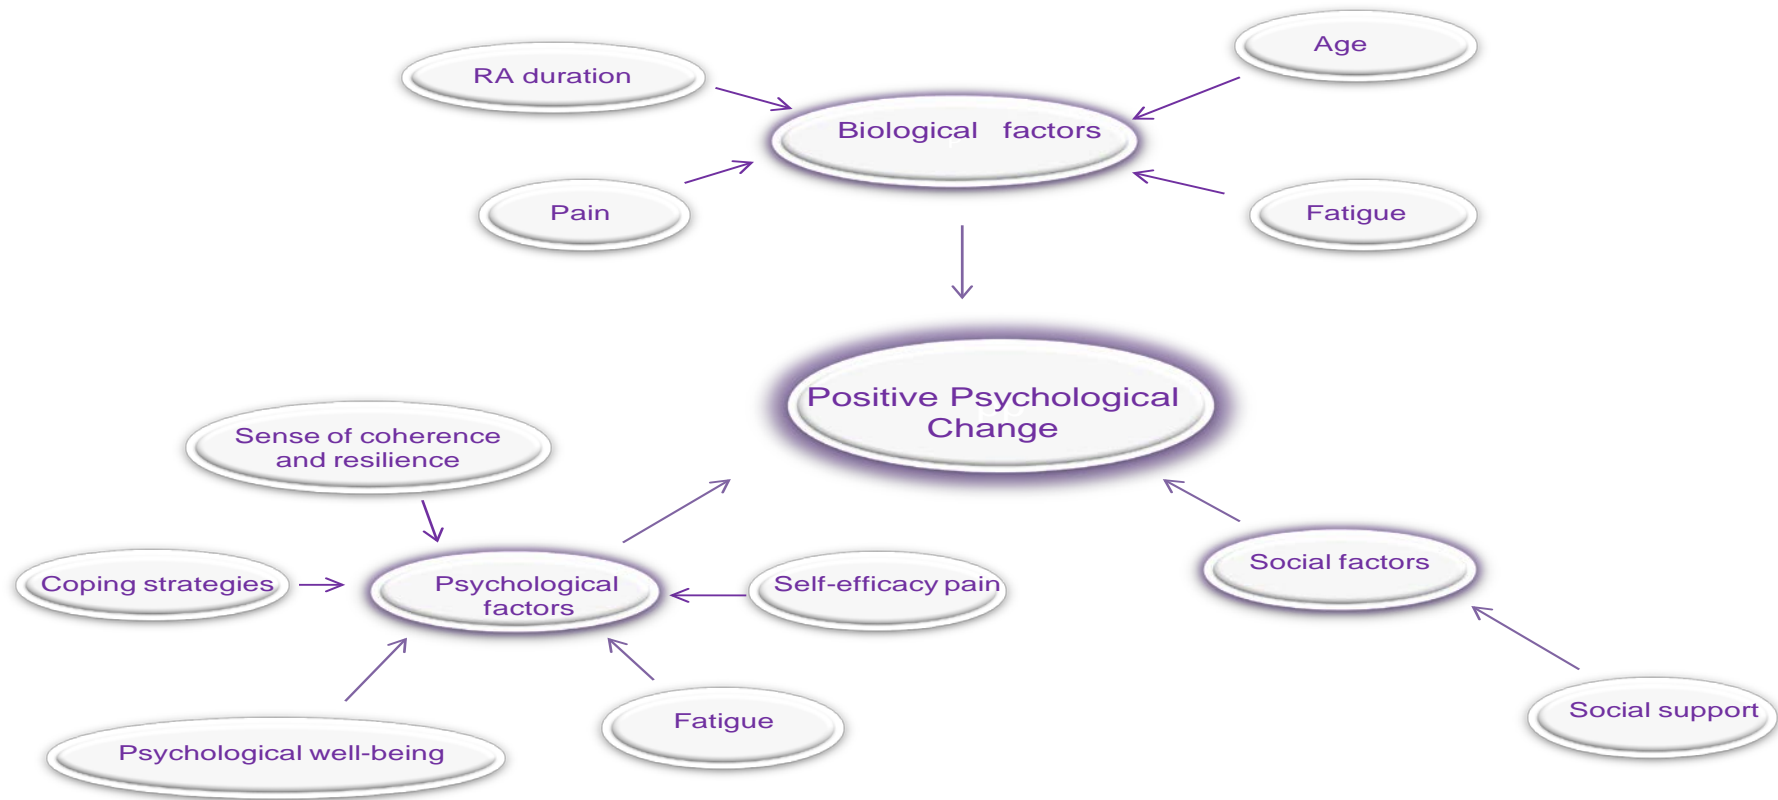 Age
RA duration
Biological factors
Pain
Fatigue
Positive Psychological
Change
Sense of coherence
and resilience
Social factors
Coping strategies
Psychological
factors
Self-efficacy pain
Social support
Fatigue
Psychological well-being